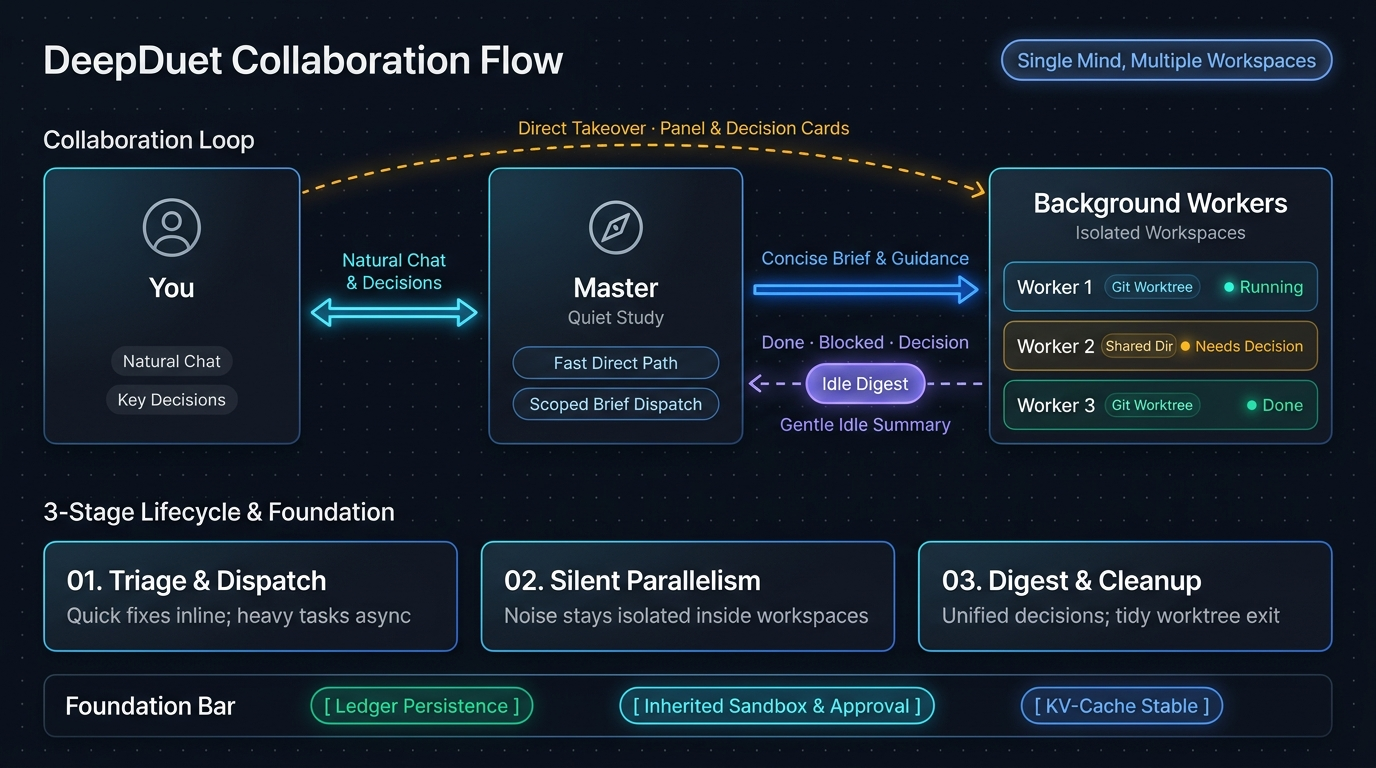 DeepDuet Collaboration Flow
Single Mind, Multiple Workspaces
Collaboration Loop
Direct Takeover · Panel & Decision Cards
You
Natural Chat
Key Decisions
Natural Chat
& Decisions
Master
Quiet Study
Fast Direct Path
Scoped Brief Dispatch
Concise Brief & Guidance
Done · Blocked · Decision
Idle Digest
Gentle Idle Summary
Background Workers
Isolated Workspaces
Worker 1 Git Worktree Running
Worker 2 Shared Dir Needs Decision
Worker 3 Git Worktree Done
3-Stage Lifecycle & Foundation
01. Triage & Dispatch
Quick fixes inline; heavy tasks async
02. Silent Parallelism
Noise stays isolated inside workspaces
03. Digest & Cleanup
Unified decisions; tidy worktree exit
Foundation Bar
[ Ledger Persistence ]
[ Inherited Sandbox & Approval ]
[ KV-Cache Stable ]